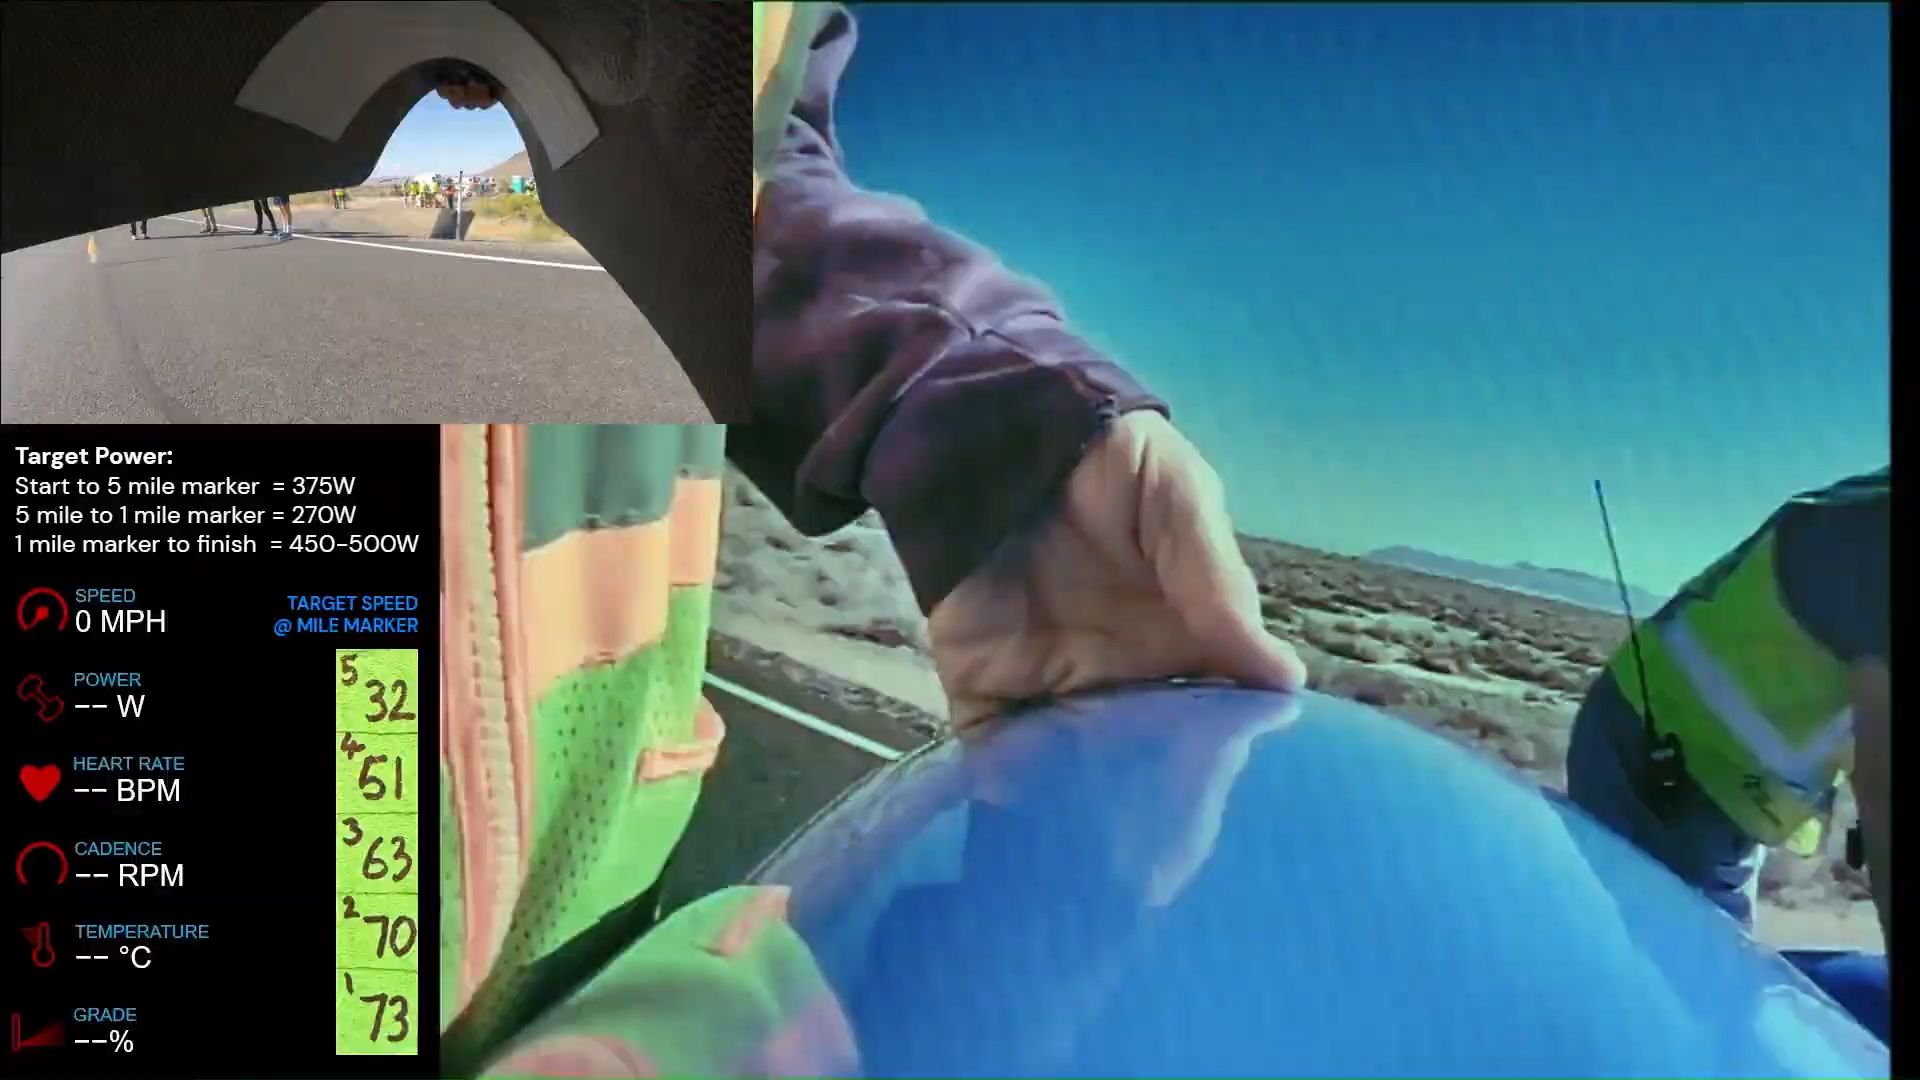 Target Power:
Start to 5 mile marker = 375W
5 mile to 1 mile marker = 270W
1 mile marker to finish = 450-500W
SPEED
0 MPH
TARGET SPEED
@ MILE MARKER
POWER
-- W
HEART RATE
-- BPM
CADENCE
-- RPM
TEMPERATURE
-- °C
GRADE
--%
5 32
4 51
3 63
2 70
1 73